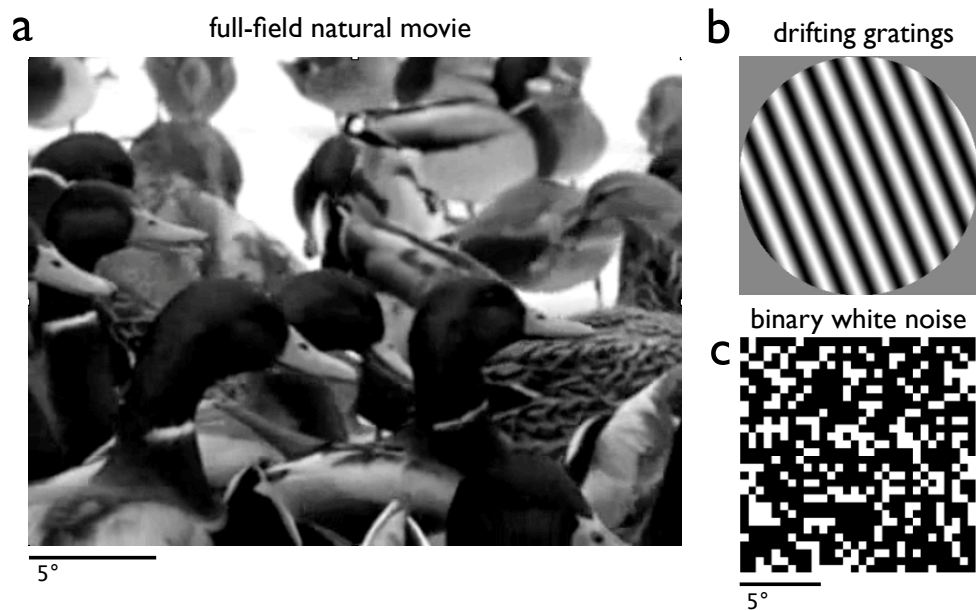 a
full-field natural movie
5°
b
drifting gratings
binary white noise
c
5°